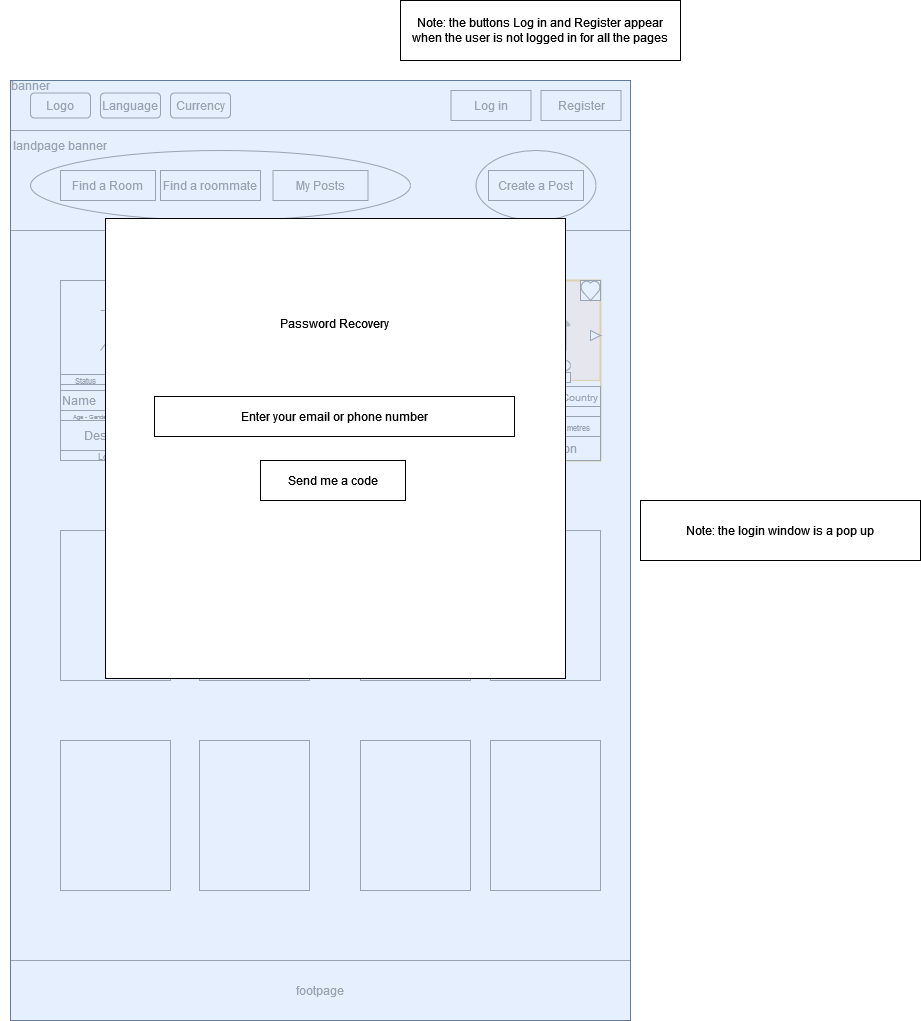 Note: the buttons Log in and Register appear
when the user is not logged in for all the pages
banner
Logo Language Currency Log in Register
landpage banner
Find a Room Find a roommate My Posts Create a Post
Password Recovery
Status
Name Country
Age - Gende metres
Des on
Enter your email or phone number
Lo
Send me a code
Note: the login window is a pop up
footpage